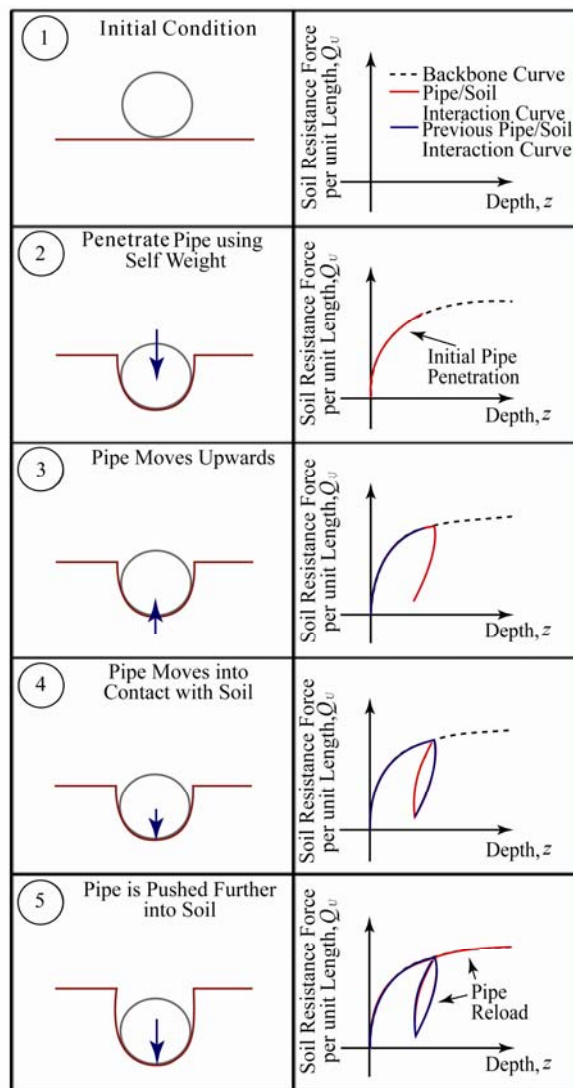 1
Initial Condition
Soil Resistance Force
per unit Length, Qu
Backbone Curve
Pipe/Soil
Interaction Curve
Previous Pipe/Soil
Interaction Curve
Depth, z
2
Penetrate Pipe using
Self Weight
Soil Resistance Force
per unit Length, Qu
Initial Pipe
Penetration
Depth, z
3
Pipe Moves Upwards
Soil Resistance Force
per unit Length, Qu
Depth, z
4
Pipe Moves into
Contact with Soil
Soil Resistance Force
per unit Length, Qu
Depth, z
5
Pipe is Pushed Further
into Soil
Soil Resistance Force
per unit Length, Qu
Pipe
Reload
Depth, z